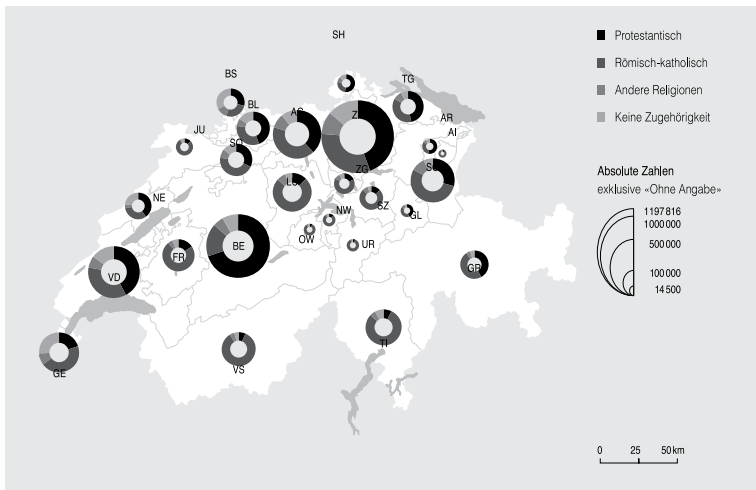 SH
Protestantisch
Römisch-katholisch
Andere Religionen
Keine Zugehörigkeit
BS
TG
BL
AG
ZH
AR
AI
JU
SO
ZG
SG
LU
NE
NW
SZ
GL
OW
UR
BE
FR
VD
GR
GE
VS
TI
Absolute Zahlen
exklusive «Ohne Angabe»
1 197 816
1 000 000
500 000
100 000
14 500
0 25 50 km